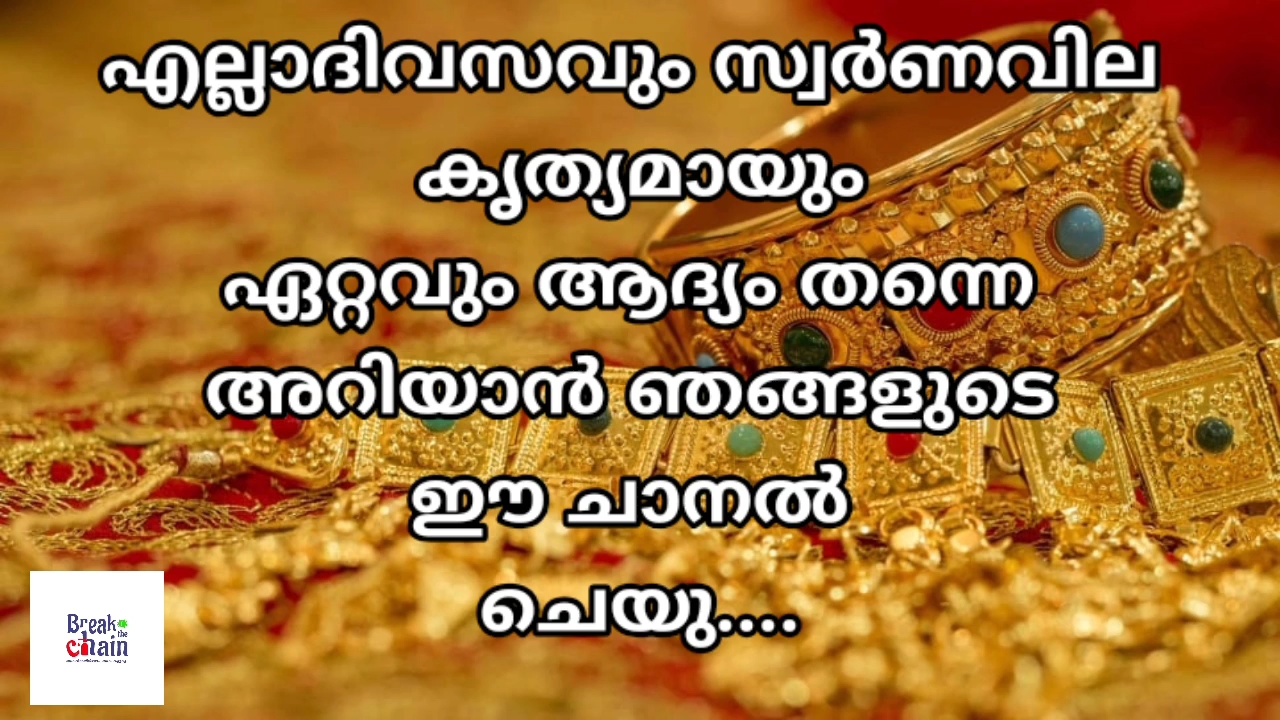 എല്ലാദിവസവും സ്വർണവില
കൃത്യമായും
ഏറ്റവും ആദ്യം തന്നെ
അറിയാൻ ഞങ്ങളുടെ
ഈ ചാനൽ
ചെയു....
Break
the
chain